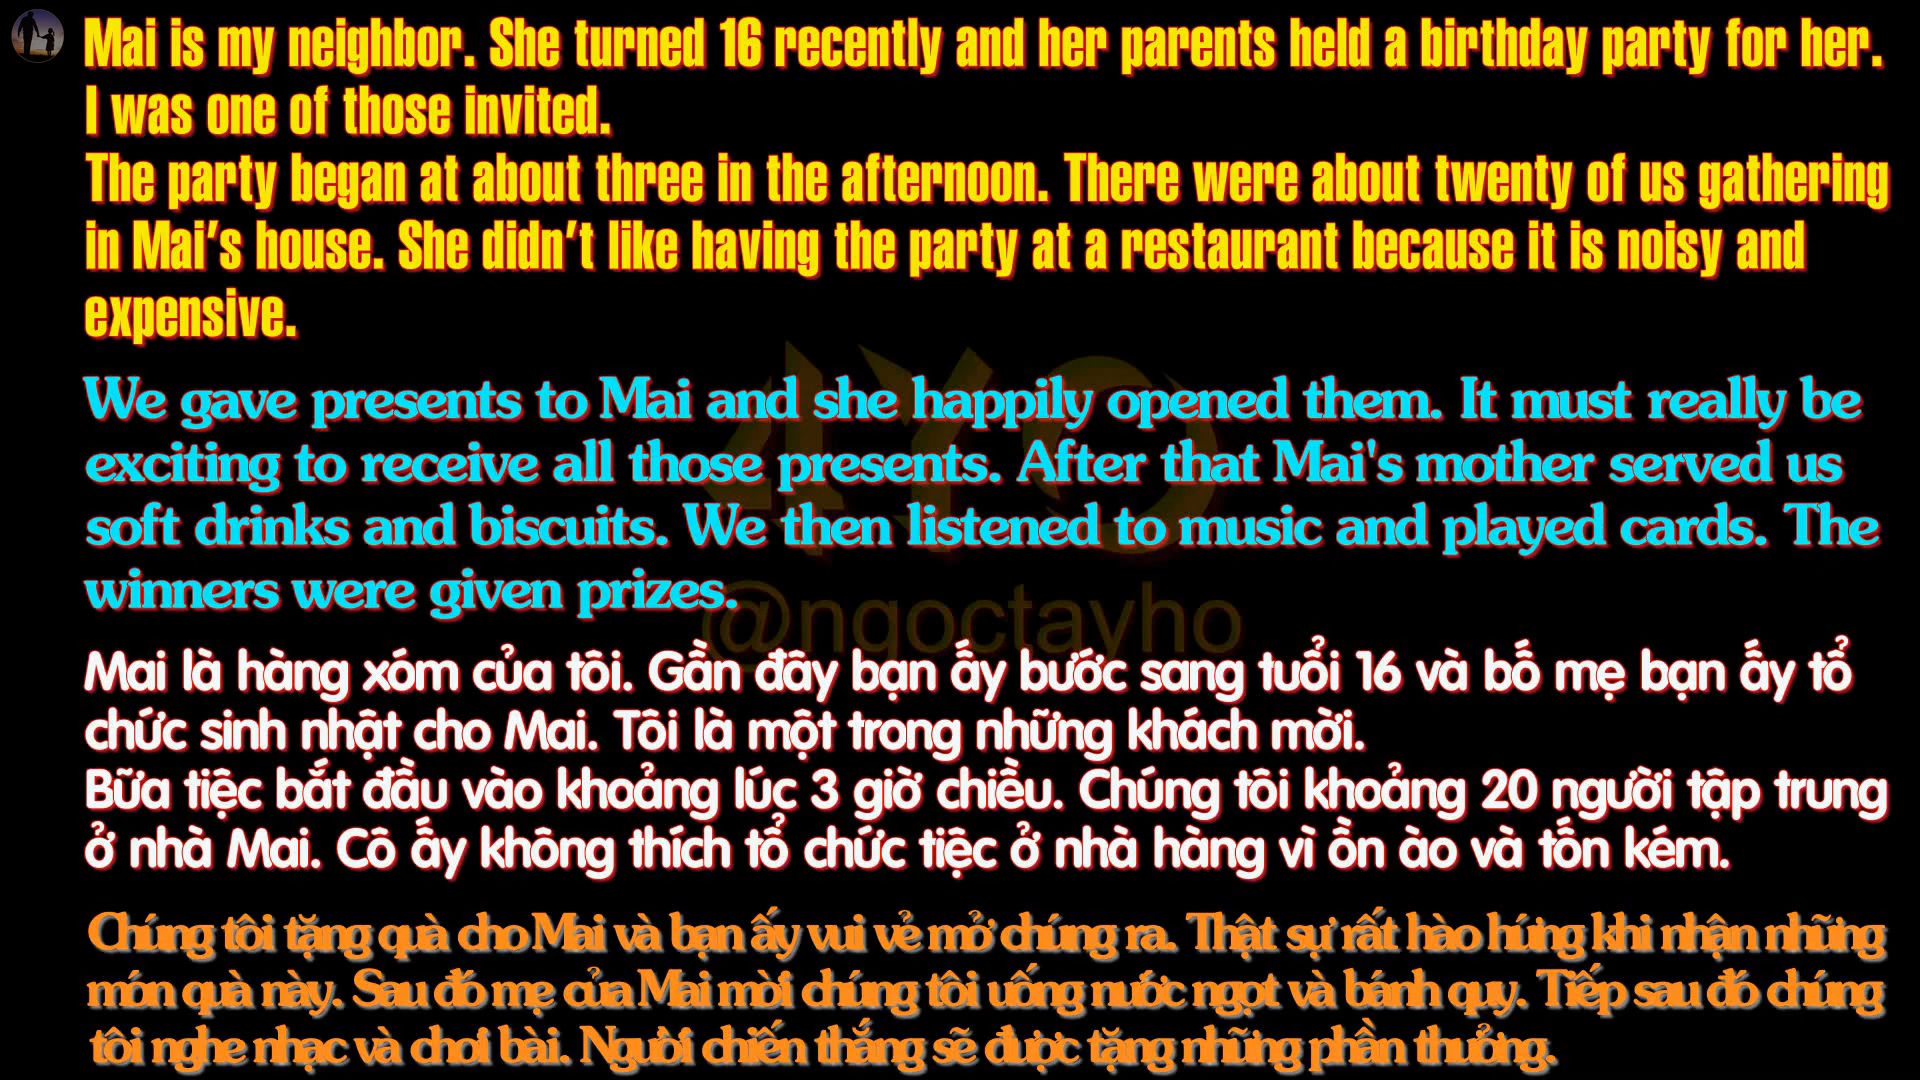 Mai is my neighbor. She turned 16 recently and her parents held a birthday party for her.
I was one of those invited.
The party began at about three in the afternoon. There were about twenty of us gathering
in Mai's house. She didn't like having the party at a restaurant because it is noisy and
expensive.
We gave presents to Mai and she happily opened them. It must really be
exciting to receive all those presents. After that Mai's mother served us
soft drinks and biscuits. We then listened to music and played cards. The
winners were given prizes.
4YO
@ngoctayho
Mai là hàng xóm của tôi. Gần đây bạn ấy bước sang tuổi 16 và bố mẹ bạn ấy tổ
chức sinh nhật cho Mai. Tôi là một trong những khách mời.
Bữa tiệc bắt đầu vào khoảng lúc 3 giờ chiều. Chúng tôi khoảng 20 người tập trung
ở nhà Mai. Cô ấy không thích tổ chức tiệc ở nhà hàng vì ồn ào và tốn kém.
Chúng tôi tặng quà cho Mai và bạn ấy vui vẻ mở chúng ra. Thật sự rất hào hứng khi nhận những
món quà này. Sau đó mẹ của Mai mời chúng tôi uống nước ngọt và bánh quy. Tiếp sau đó chúng
tôi nghe nhạc và chơi bài. Người chiến thắng sẽ được tặng những phần thưởng.